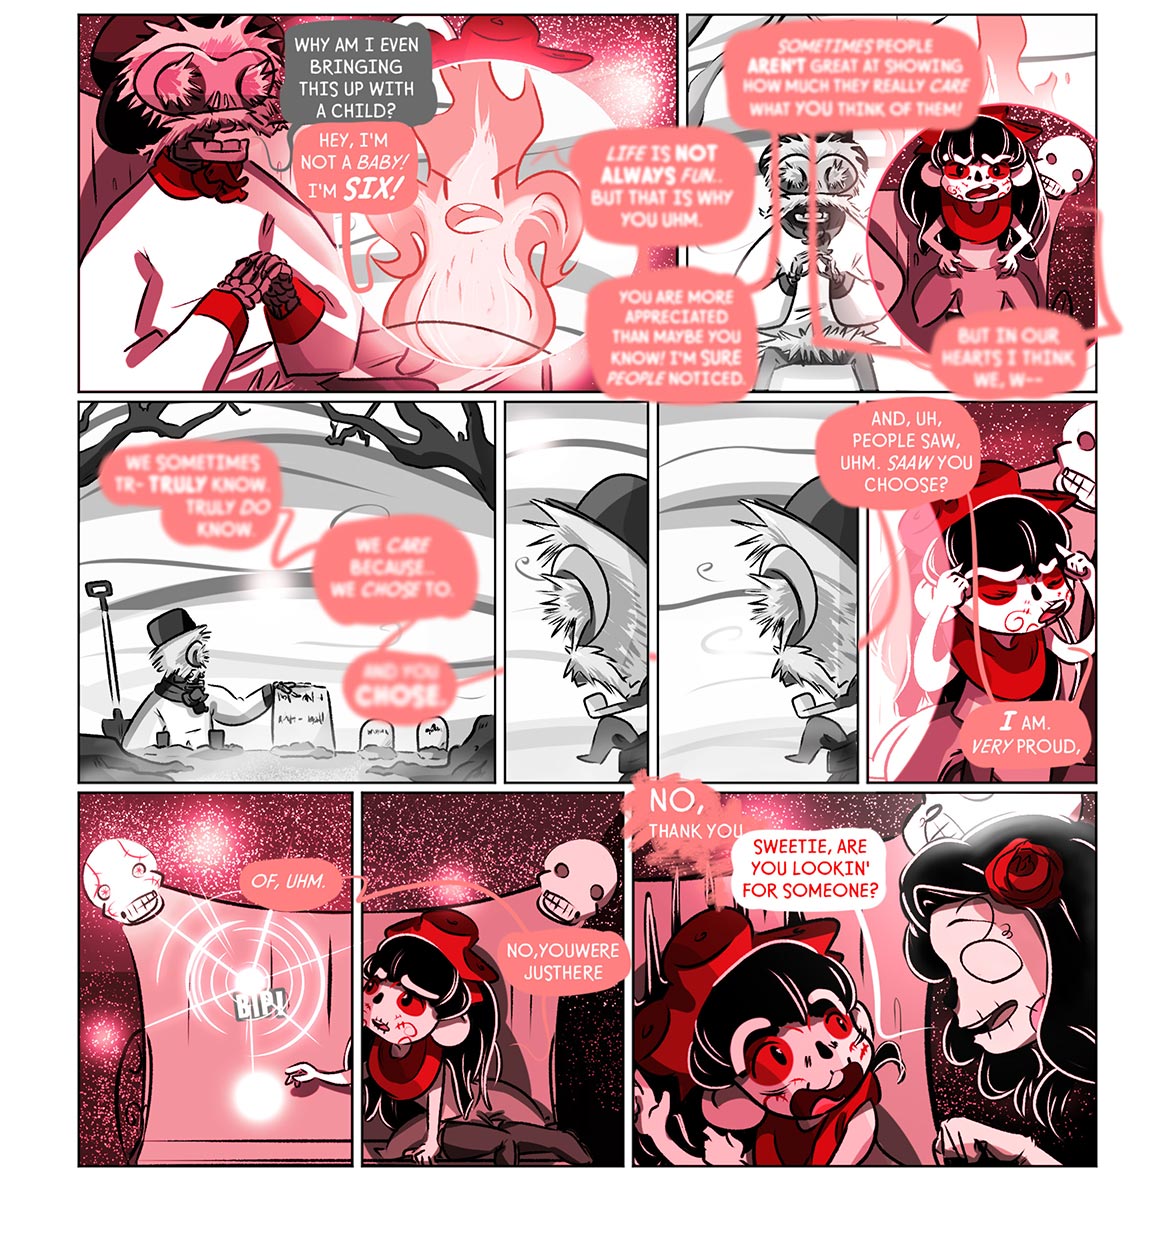 WHY AM I EVEN
BRINGING
THIS UP WITH
A CHILD?
HEY, I'M
NOT A BABY!
I'M SIX!
LIFE IS NOT
ALWAYS FUN..
BUT THAT IS WHY
YOU UHM.
YOU ARE MORE
APPRECIATED
THAN MAYBE YOU
KNOW! I'M SURE
PEOPLE NOTICED.
SOMETIMES PEOPLE
AREN'T GREAT AT SHOWING
HOW MUCH THEY REALLY CARE
WHAT YOU THINK OF THEM!
BUT IN OUR
HEARTS I THINK
WE, W--
WE SOMETIMES
TR- TRULY KNOW.
TRULY DO
KNOW.
WE CARE
BECAUSE..
WE CHOSE TO.
AND YOU
CHOSE.
AND, UH,
PEOPLE SAW,
UHM. SAAW YOU
CHOOSE?
I AM.
VERY PROUD,
OF, UHM.
BIP!
NO,YOUWERE
JUSTHERE
NO,
THANK YOU
SWEETIE, ARE
YOU LOOKIN'
FOR SOMEONE?